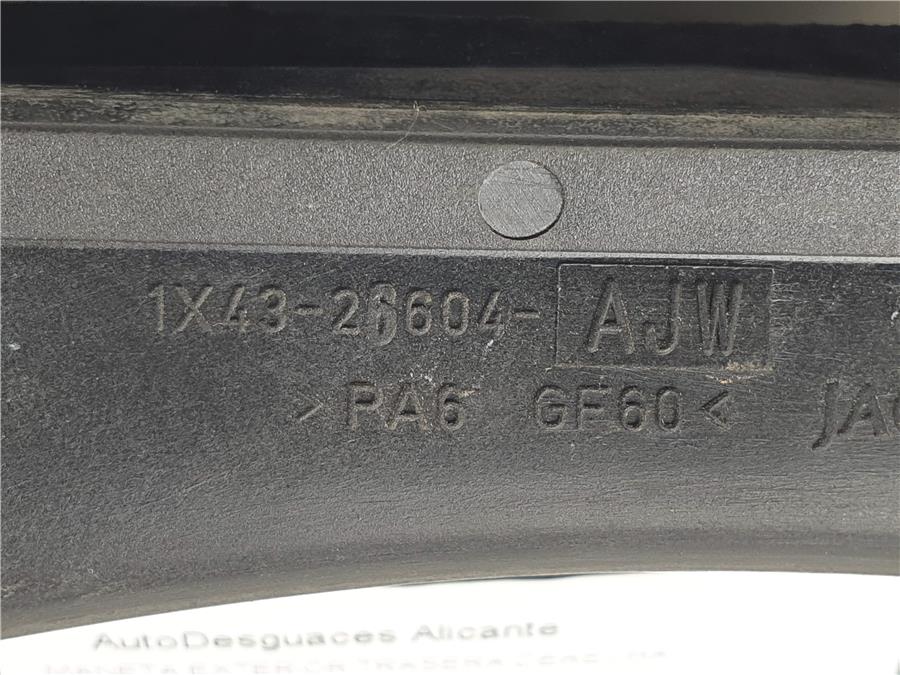 1X43-26604- AJW
> PA6 GF60 <
AutoDesguaces Alicante